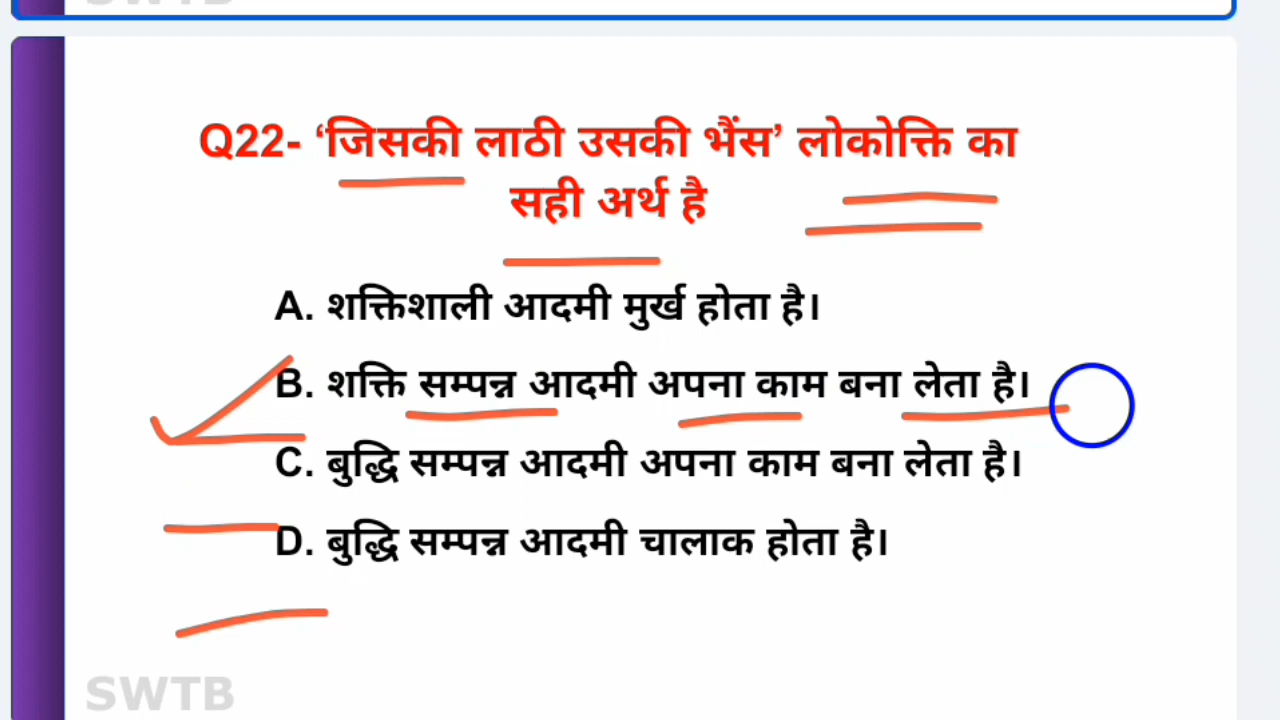 SWTB
Q22- ‘जिसकी लाठी उसकी भैंस’ लोकोक्ति का
सही अर्थ है
A. शक्तिशाली आदमी मुर्ख होता है।
B. शक्ति सम्पन्न आदमी अपना काम बना लेता है।
C. बुद्धि सम्पन्न आदमी अपना काम बना लेता है।
D. बुद्धि सम्पन्न आदमी चालाक होता है।
SWTB